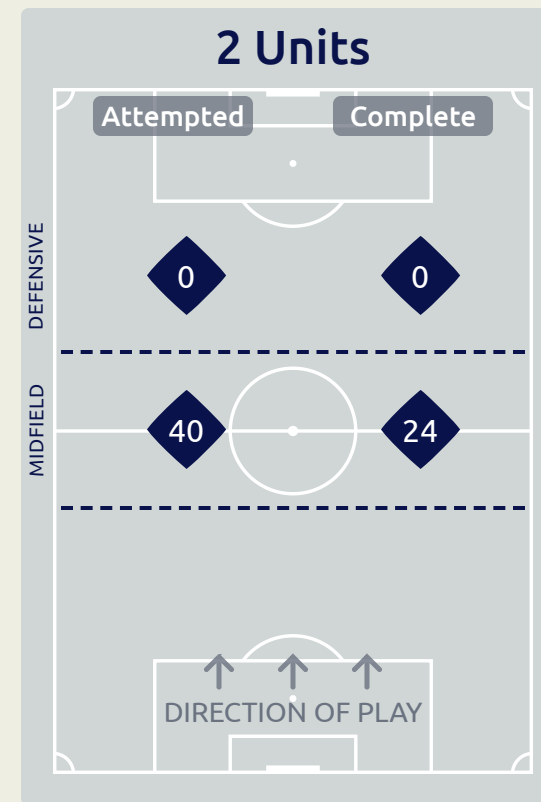 2 Units
Attempted Complete
DEFENSIVE
0 0
MIDFIELD
40 24
DIRECTION OF PLAY